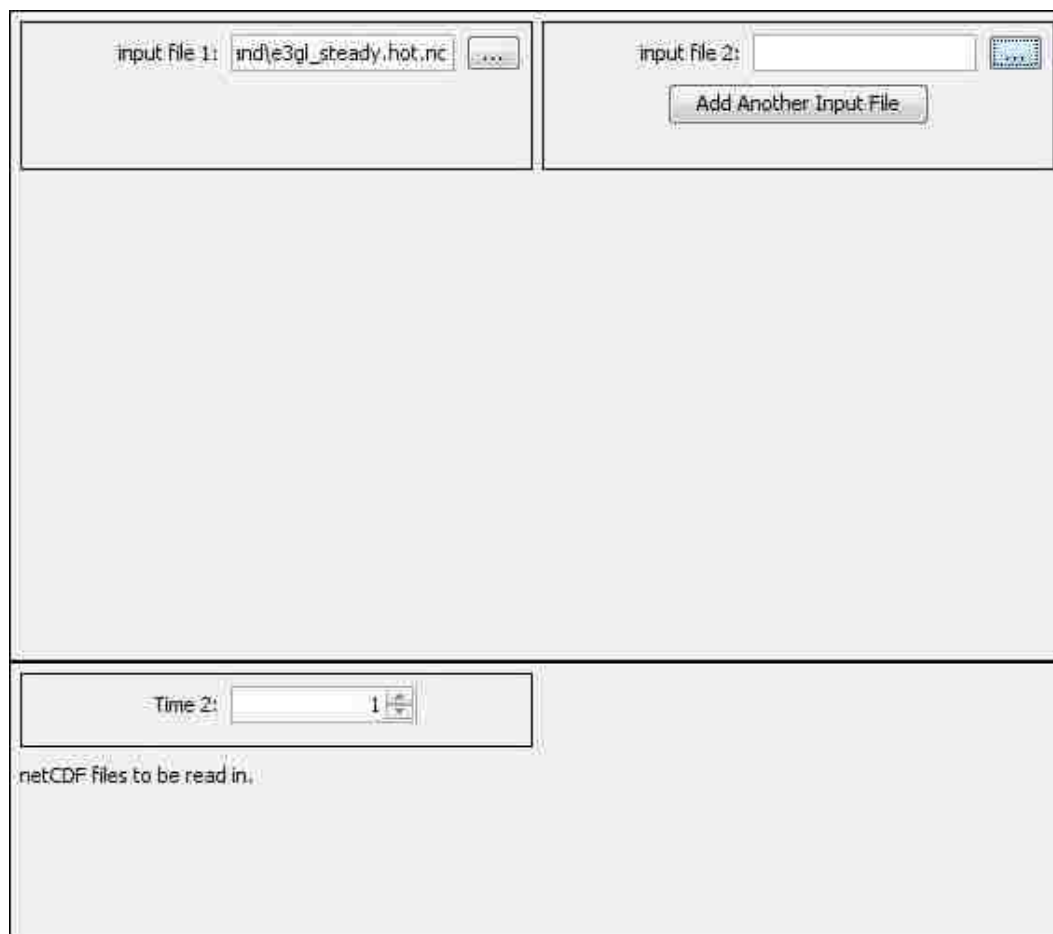 input file 1: ind\e3gl_steady.hot.nc ...
input file 2: ...
Add Another Input File
Time 2: 1
netCDF files to be read in.